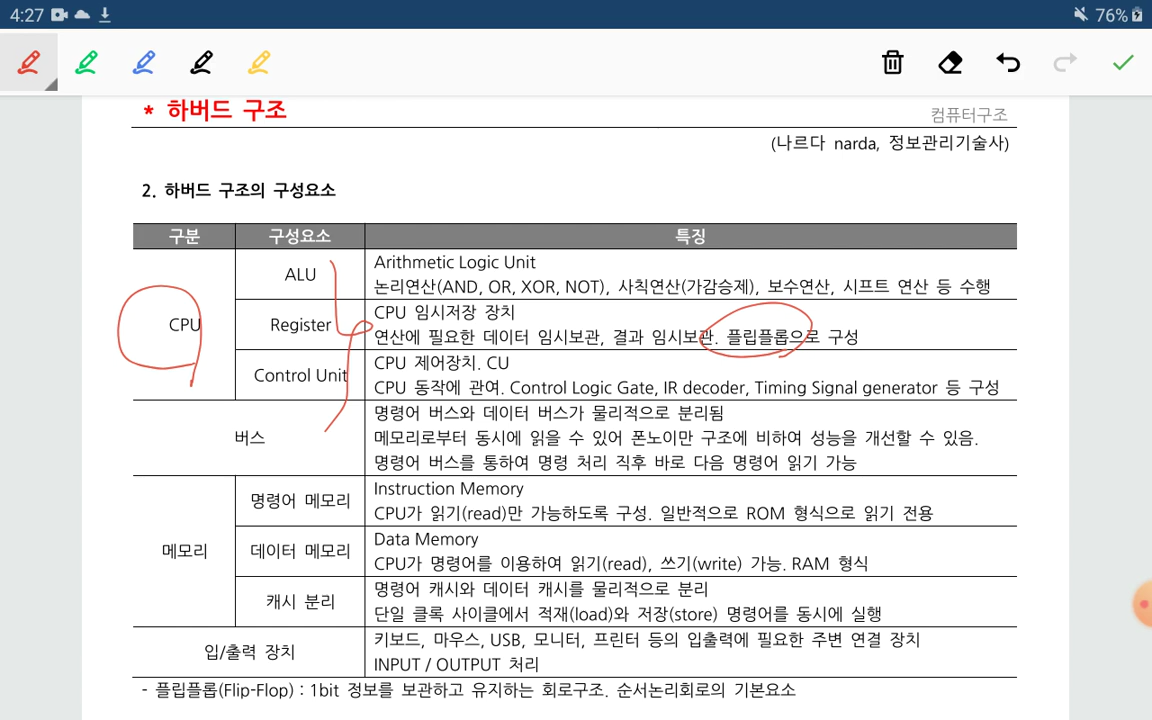 4:27
76%
* 하버드 구조
컴퓨터구조
(나르다 narda, 정보관리기술사)
2. 하버드 구조의 구성요소
구분 구성요소 특징
CPU
ALU
Arithmetic Logic Unit
논리연산(AND, OR, XOR, NOT), 사칙연산(가감승제), 보수연산, 시프트 연산 등 수행
Register
CPU 임시저장 장치
연산에 필요한 데이터 임시보관, 결과 임시보관. 플립플롭으로 구성
Control Unit
CPU 제어장치. CU
CPU 동작에 관여. Control Logic Gate, IR decoder, Timing Signal generator 등 구성
버스
명령어 버스와 데이터 버스가 물리적으로 분리됨
메모리로부터 동시에 읽을 수 있어 폰노이만 구조에 비하여 성능을 개선할 수 있음.
명령어 버스를 통하여 명령 처리 직후 바로 다음 명령어 읽기 가능
메모리
명령어 메모리
Instruction Memory
CPU가 읽기(read)만 가능하도록 구성. 일반적으로 ROM 형식으로 읽기 전용
데이터 메모리
Data Memory
CPU가 명령어를 이용하여 읽기(read), 쓰기(write) 가능. RAM 형식
캐시 분리
명령어 캐시와 데이터 캐시를 물리적으로 분리
단일 클록 사이클에서 적재(load)와 저장(store) 명령어를 동시에 실행
입/출력 장치
키보드, 마우스, USB, 모니터, 프린터 등의 입출력에 필요한 주변 연결 장치
INPUT / OUTPUT 처리
- 플립플롭(Flip-Flop) : 1bit 정보를 보관하고 유지하는 회로구조. 순서논리회로의 기본요소